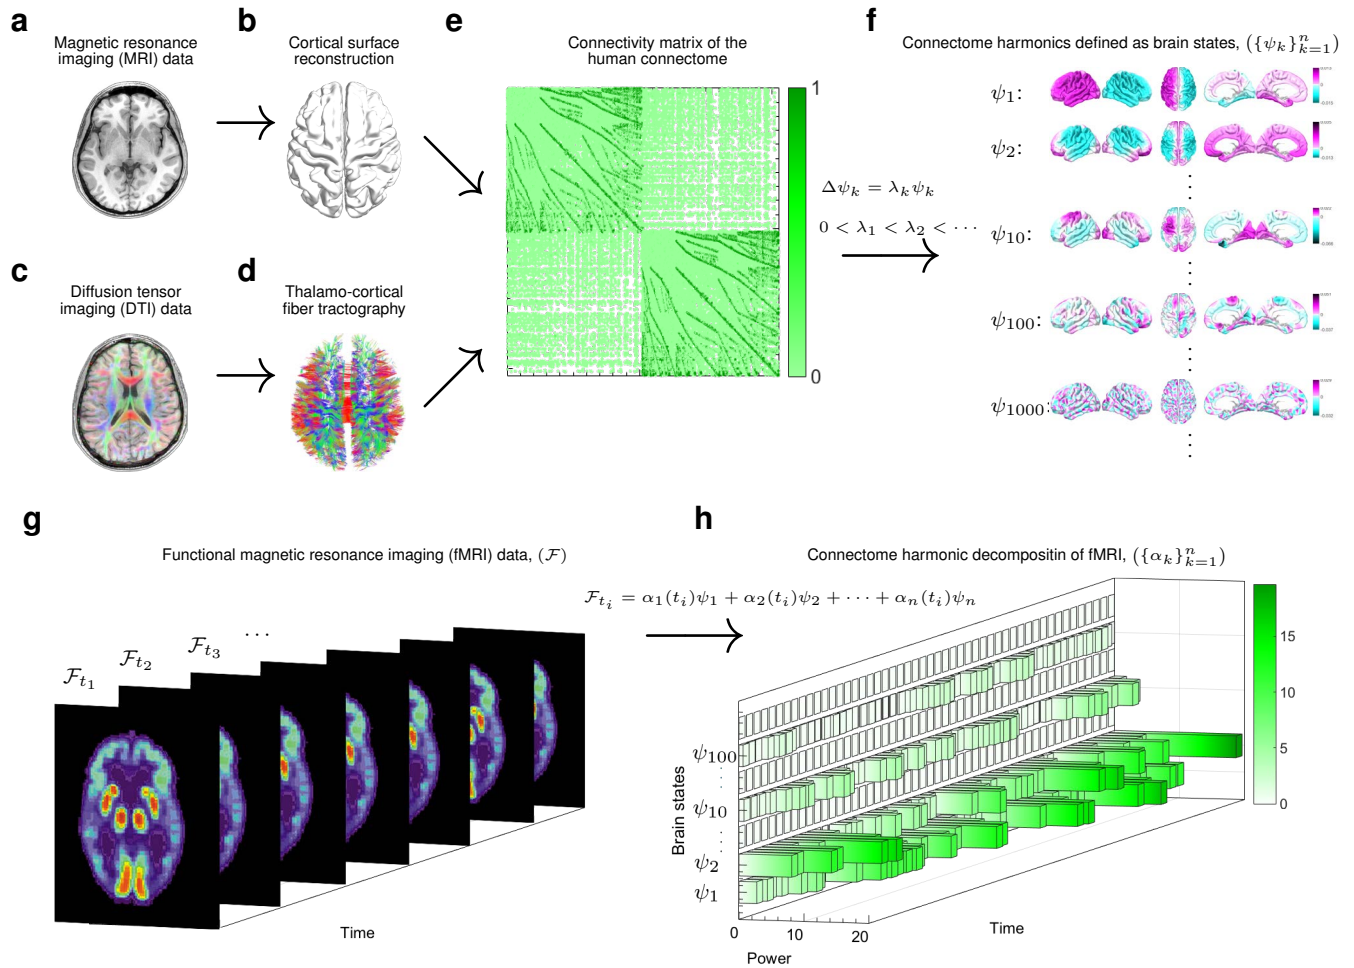 a
Magnetic resonance
imaging (MRI) data
b
Cortical surface
reconstruction
c
Diffusion tensor
imaging (DTI) data
d
Thalamo-cortical
fiber tractography
e
Connectivity matrix of the
human connectome
1
0
Δψk = λkψk
0 < λ1 < λ2 < ···
f
Connectome harmonics defined as brain states, ({ψk}ⁿk=1)
ψ1:
ψ2:
ψ10:
ψ100:
ψ1000:
g
Functional magnetic resonance imaging (fMRI) data, (ℱ)
ℱt1
ℱt2
ℱt3
···
Time
ℱti = α1(ti)ψ1 + α2(ti)ψ2 + ··· + αn(ti)ψn
h
Connectome harmonic decompositin of fMRI, ({αk}ⁿk=1)
15
10
5
0
Brain states
ψ100
ψ10
ψ2
ψ1
0
10
20
Power
Time